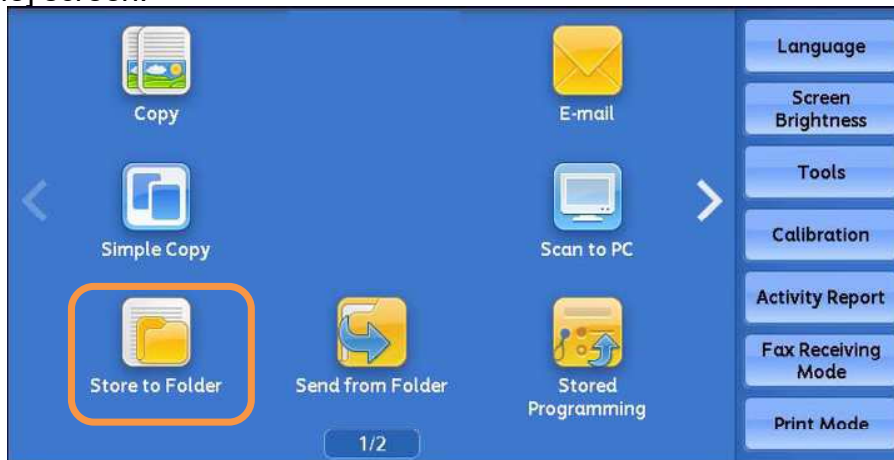 Copy
E-mail
Simple Copy
Scan to PC
Store to Folder
Send from Folder
Stored
Programming
1/2
Language
Screen
Brightness
Tools
Calibration
Activity Report
Fax Receiving
Mode
Print Mode